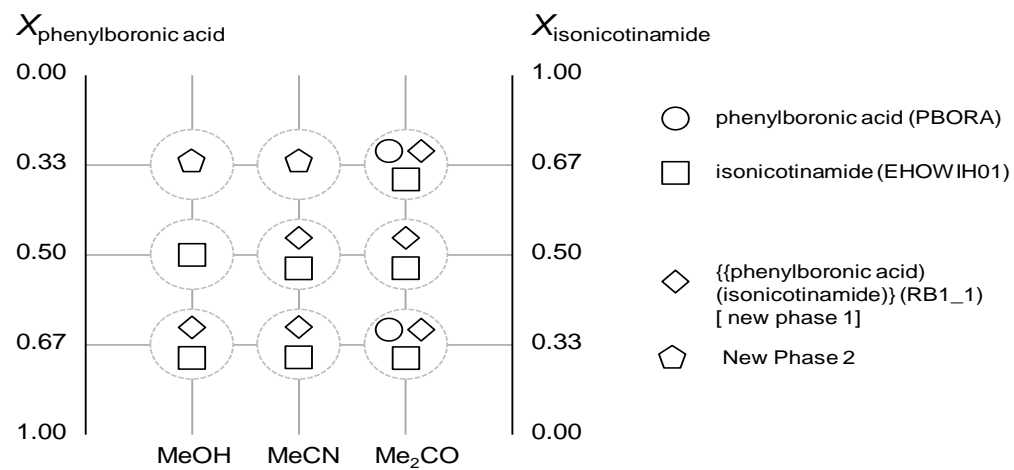 Xphenylboronic acid
Xisonicotinamide
0.00
1.00
phenylboronic acid (PBORA)
0.33
0.67
isonicotinamide (EHOWIH01)
0.50
0.50
{{phenylboronic acid)
(isonicotinamide)} (RB1_1)
[ new phase 1]
0.67
0.33
New Phase 2
1.00
0.00
MeOH MeCN Me₂CO